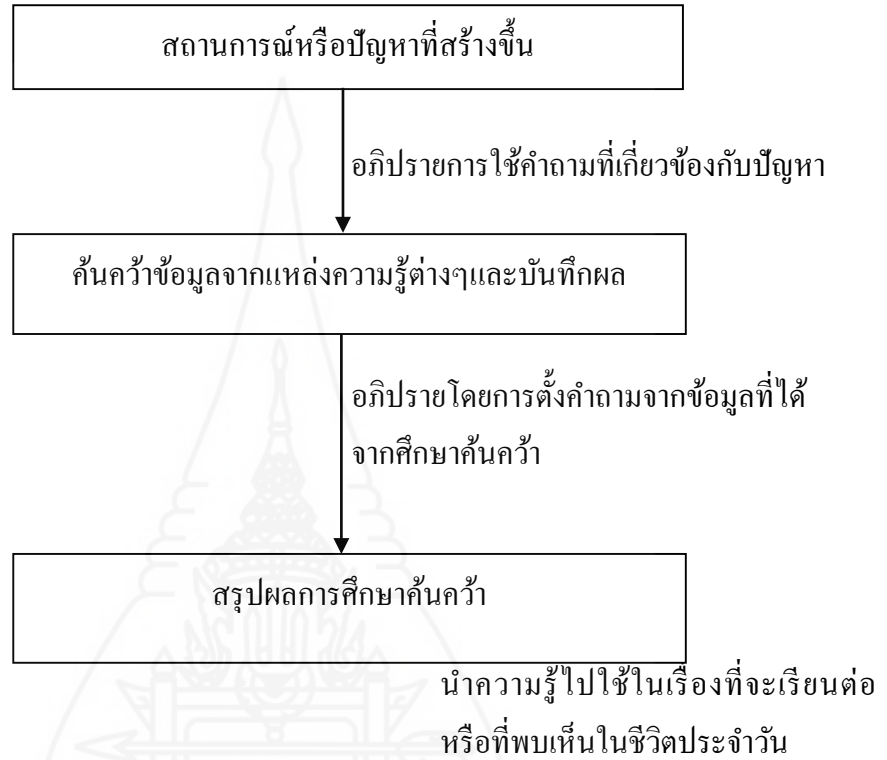 สถานการณ์หรือปัญหาที่สร้างขึ้น
อภิปรายการใช้คำถามที่เกี่ยวข้องกับปัญหา
ค้นคว้าข้อมูลจากแหล่งความรู้ต่างๆและบันทึกผล
อภิปรายโดยการตั้งคำถามจากข้อมูลที่ได้
จากศึกษาค้นคว้า
สรุปผลการศึกษาค้นคว้า
นำความรู้ไปใช้ในเรื่องที่จะเรียนต่อ
หรือที่พบเห็นในชีวิตประจำวัน